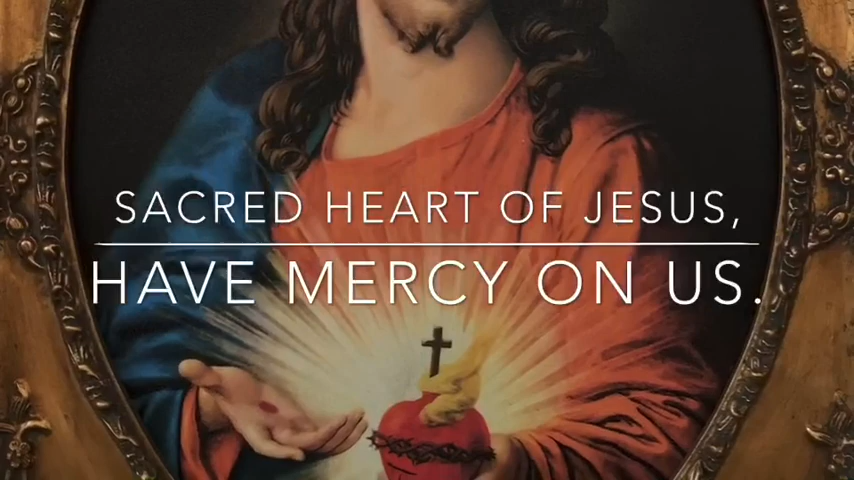 SACRED HEART OF JESUS,
HAVE MERCY ON US.